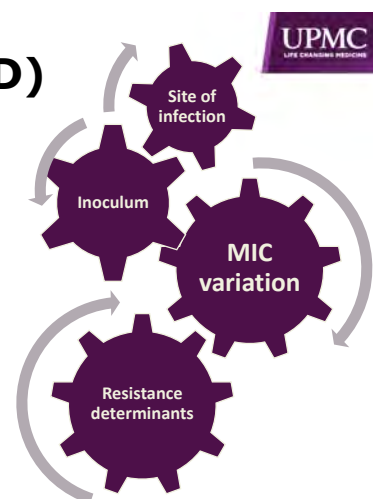 D)
UPMC
LIFE CHANGING MEDICINE
Site of
infection
Inoculum
MIC
variation
Resistance
determinants